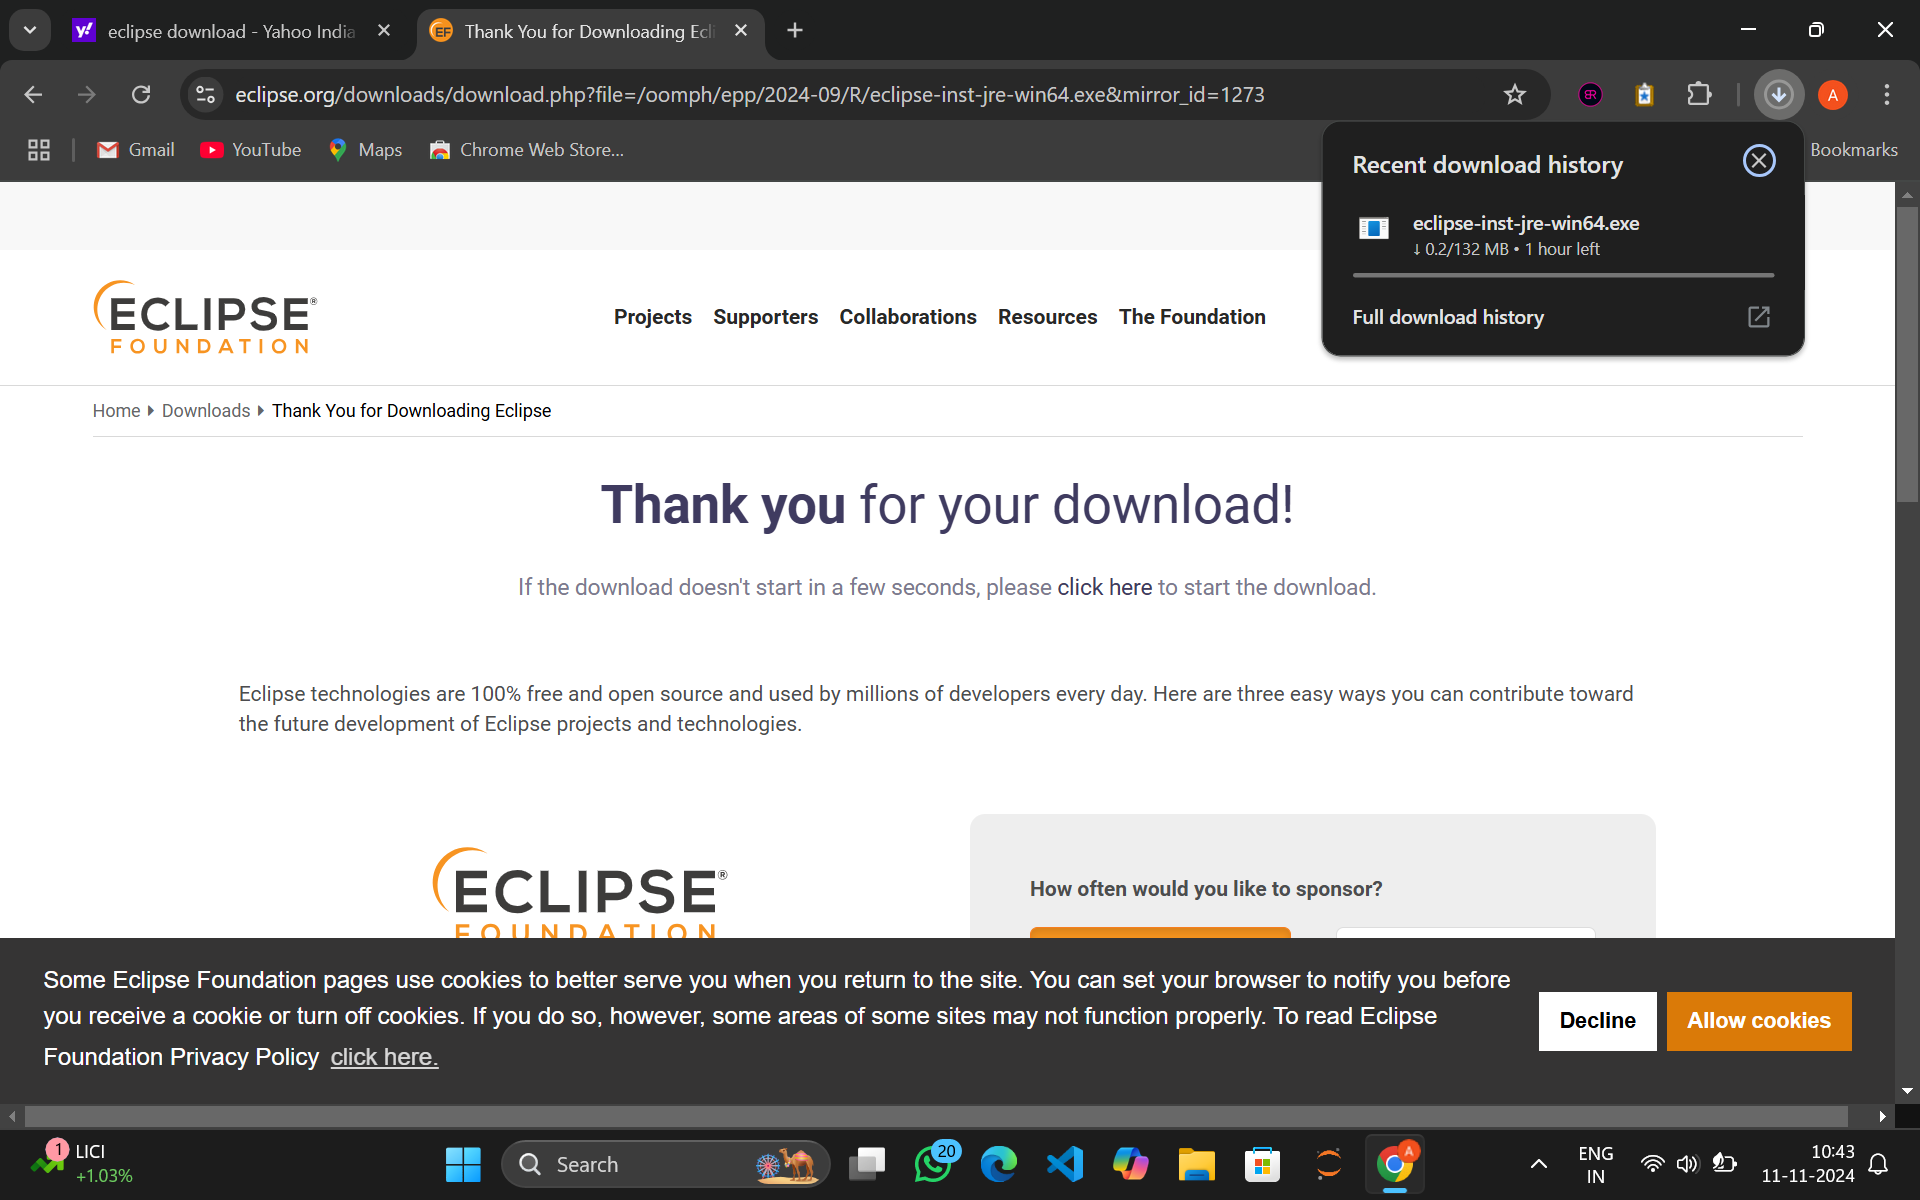 eclipse download - Yahoo India
Thank You for Downloading Ecli
eclipse.org/downloads/download.php?file=/oomph/epp/2024-09/R/eclipse-inst-jre-win64.exe&mirror_id=1273
A
Gmail
YouTube
Maps
Chrome Web Store...
Bookmarks
Recent download history
eclipse-inst-jre-win64.exe
↓ 0.2/132 MB • 1 hour left
Full download history
ECLIPSE®
FOUNDATION
Projects
Supporters
Collaborations
Resources
The Foundation
Home
Downloads
Thank You for Downloading Eclipse
Thank you for your download!
If the download doesn't start in a few seconds, please click here to start the download.
Eclipse technologies are 100% free and open source and used by millions of developers every day. Here are three easy ways you can contribute toward
the future development of Eclipse projects and technologies.
ECLIPSE®
FOUNDATION
How often would you like to sponsor?
Some Eclipse Foundation pages use cookies to better serve you when you return to the site. You can set your browser to notify you before
you receive a cookie or turn off cookies. If you do so, however, some areas of some sites may not function properly. To read Eclipse
Foundation Privacy Policy click here.
Decline
Allow cookies
1
LICI
+1.03%
Search
20
A
ENG
IN
10:43
11-11-2024